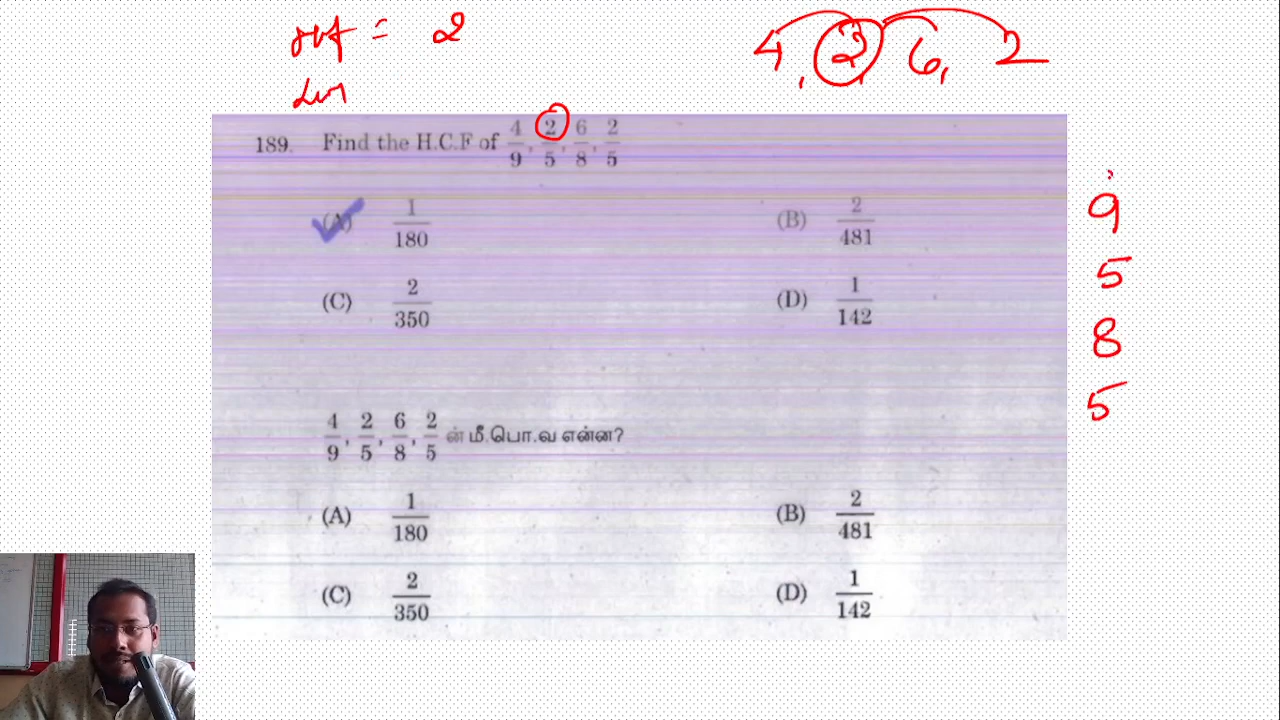 = 2
4, 2, 6, 2
189. Find the H.C.F of 4/9, 2/5, 6/8, 2/5
(A) /180 (B) 2/481
(C) 2/350 (D) 1/142
4/9, 2/5, 6/8, 2/5 ன் மீ.பொ.வ என்ன?
(A) 1/180 (B) 2/481
(C) 2/350 (D) 1/142
9
5
8
5